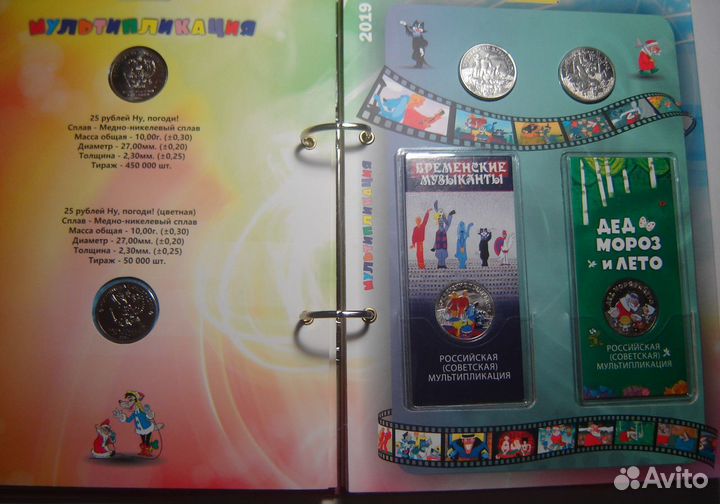 МУЛЬТИПЛИКАЦИЯ
25 рублей Ну, погоди!
Сплав - Медно-никелевый сплав
Масса общая - 10,00г. (±0,30)
Диаметр - 27,00мм. (±0,20)
Толщина - 2,30мм. (±0,25)
Тираж - 450 000 шт.
25 рублей Ну, погоди! (цветная)
Сплав - Медно-никелевый сплав
Масса общая - 10,00г. (±0,30)
Диаметр - 27,00мм. (±0,20)
Толщина - 2,30мм. (±0,25)
Тираж - 50 000 шт.
2019
МУЛЬТИПЛИКАЦИЯ
БРЕМЕНСКИЕ
МУЗЫКАНТЫ
РОССИЙСКАЯ
(СОВЕТСКАЯ)
МУЛЬТИПЛИКАЦИЯ
ДЕД
МОРОЗ
И ЛЕТО
РОССИЙСКАЯ
(СОВЕТСКАЯ)
МУЛЬТИПЛИКАЦИЯ
Avito